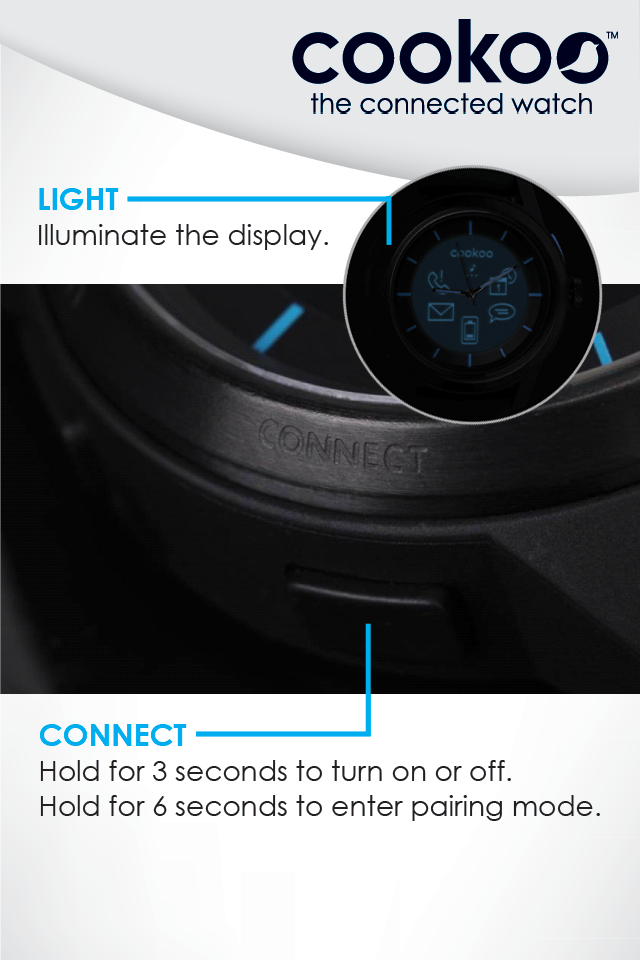 cookoo™
the connected watch
LIGHT
Illuminate the display.
cookoo
CONNECT
CONNECT
Hold for 3 seconds to turn on or off.
Hold for 6 seconds to enter pairing mode.